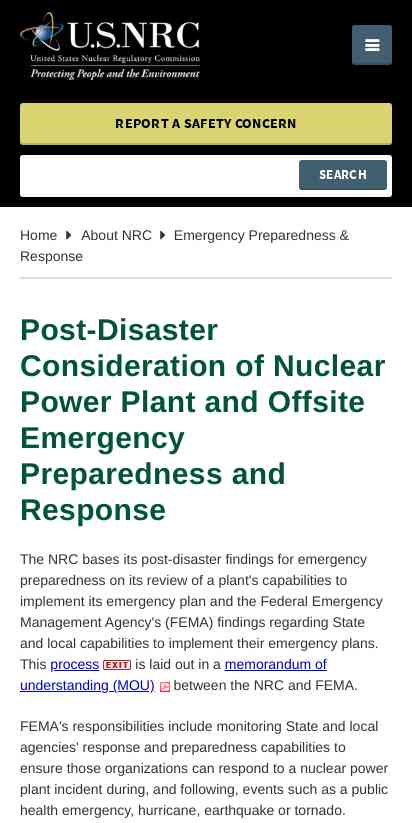 U.S.NRC
United States Nuclear Regulatory Commission
Protecting People and the Environment
REPORT A SAFETY CONCERN
SEARCH
Home About NRC Emergency Preparedness &
Response
Post-Disaster
Consideration of Nuclear
Power Plant and Offsite
Emergency
Preparedness and
Response
The NRC bases its post-disaster findings for emergency
preparedness on its review of a plant's capabilities to
implement its emergency plan and the Federal Emergency
Management Agency's (FEMA) findings regarding State
and local capabilities to implement their emergency plans.
This process EXIT is laid out in a memorandum of
understanding (MOU) between the NRC and FEMA.
FEMA's responsibilities include monitoring State and local
agencies' response and preparedness capabilities to
ensure those organizations can respond to a nuclear power
plant incident during, and following, events such as a public
health emergency, hurricane, earthquake or tornado.